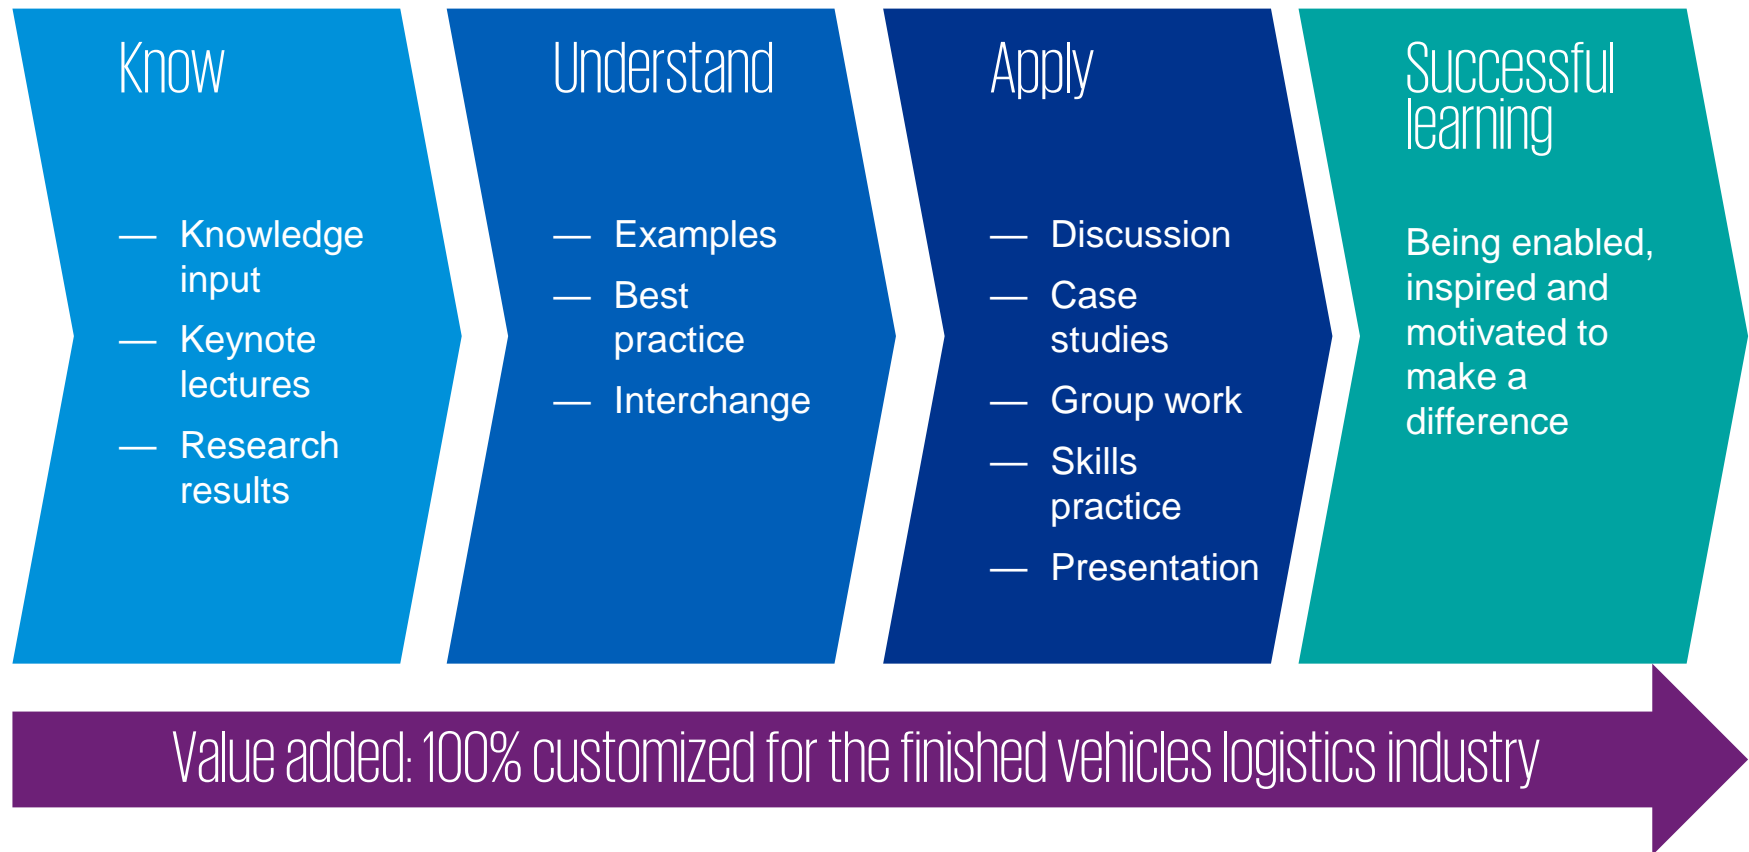 Know
— Knowledge
input
— Keynote
lectures
— Research
results
Understand
— Examples
— Best
practice
— Interchange
Apply
— Discussion
— Case
studies
— Group work
— Skills
practice
— Presentation
Successful
learning
Being enabled,
inspired and
motivated to
make a
difference
Value added: 100% customized for the finished vehicles logistics industry